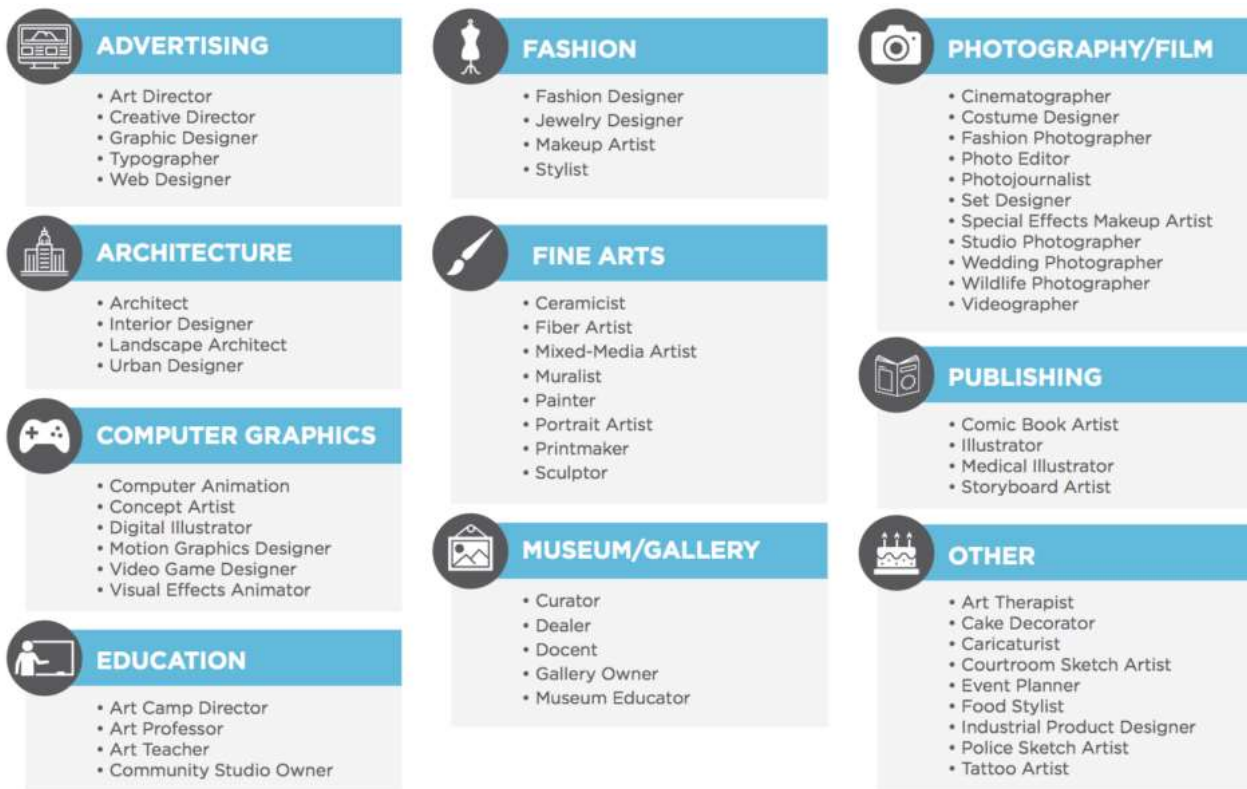 ADVERTISING
• Art Director
• Creative Director
• Graphic Designer
• Typographer
• Web Designer
ARCHITECTURE
• Architect
• Interior Designer
• Landscape Architect
• Urban Designer
COMPUTER GRAPHICS
• Computer Animation
• Concept Artist
• Digital Illustrator
• Motion Graphics Designer
• Video Game Designer
• Visual Effects Animator
EDUCATION
• Art Camp Director
• Art Professor
• Art Teacher
• Community Studio Owner
FASHION
• Fashion Designer
• Jewelry Designer
• Makeup Artist
• Stylist
FINE ARTS
• Ceramicist
• Fiber Artist
• Mixed-Media Artist
• Muralist
• Painter
• Portrait Artist
• Printmaker
• Sculptor
MUSEUM/GALLERY
• Curator
• Dealer
• Docent
• Gallery Owner
• Museum Educator
PHOTOGRAPHY/FILM
• Cinematographer
• Costume Designer
• Fashion Photographer
• Photo Editor
• Photojournalist
• Set Designer
• Special Effects Makeup Artist
• Studio Photographer
• Wedding Photographer
• Wildlife Photographer
• Videographer
PUBLISHING
• Comic Book Artist
• Illustrator
• Medical Illustrator
• Storyboard Artist
OTHER
• Art Therapist
• Cake Decorator
• Caricaturist
• Courtroom Sketch Artist
• Event Planner
• Food Stylist
• Industrial Product Designer
• Police Sketch Artist
• Tattoo Artist